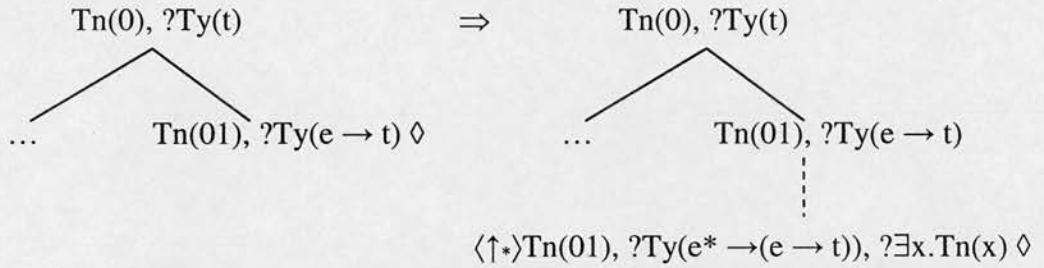 Tn(0), ?Ty(t) ⇒ Tn(0), ?Ty(t)
... Tn(01), ?Ty(e → t) ◊ ... Tn(01), ?Ty(e → t)
⟨↑*⟩Tn(01), ?Ty(e* →(e → t)), ?∃x.Tn(x) ◊